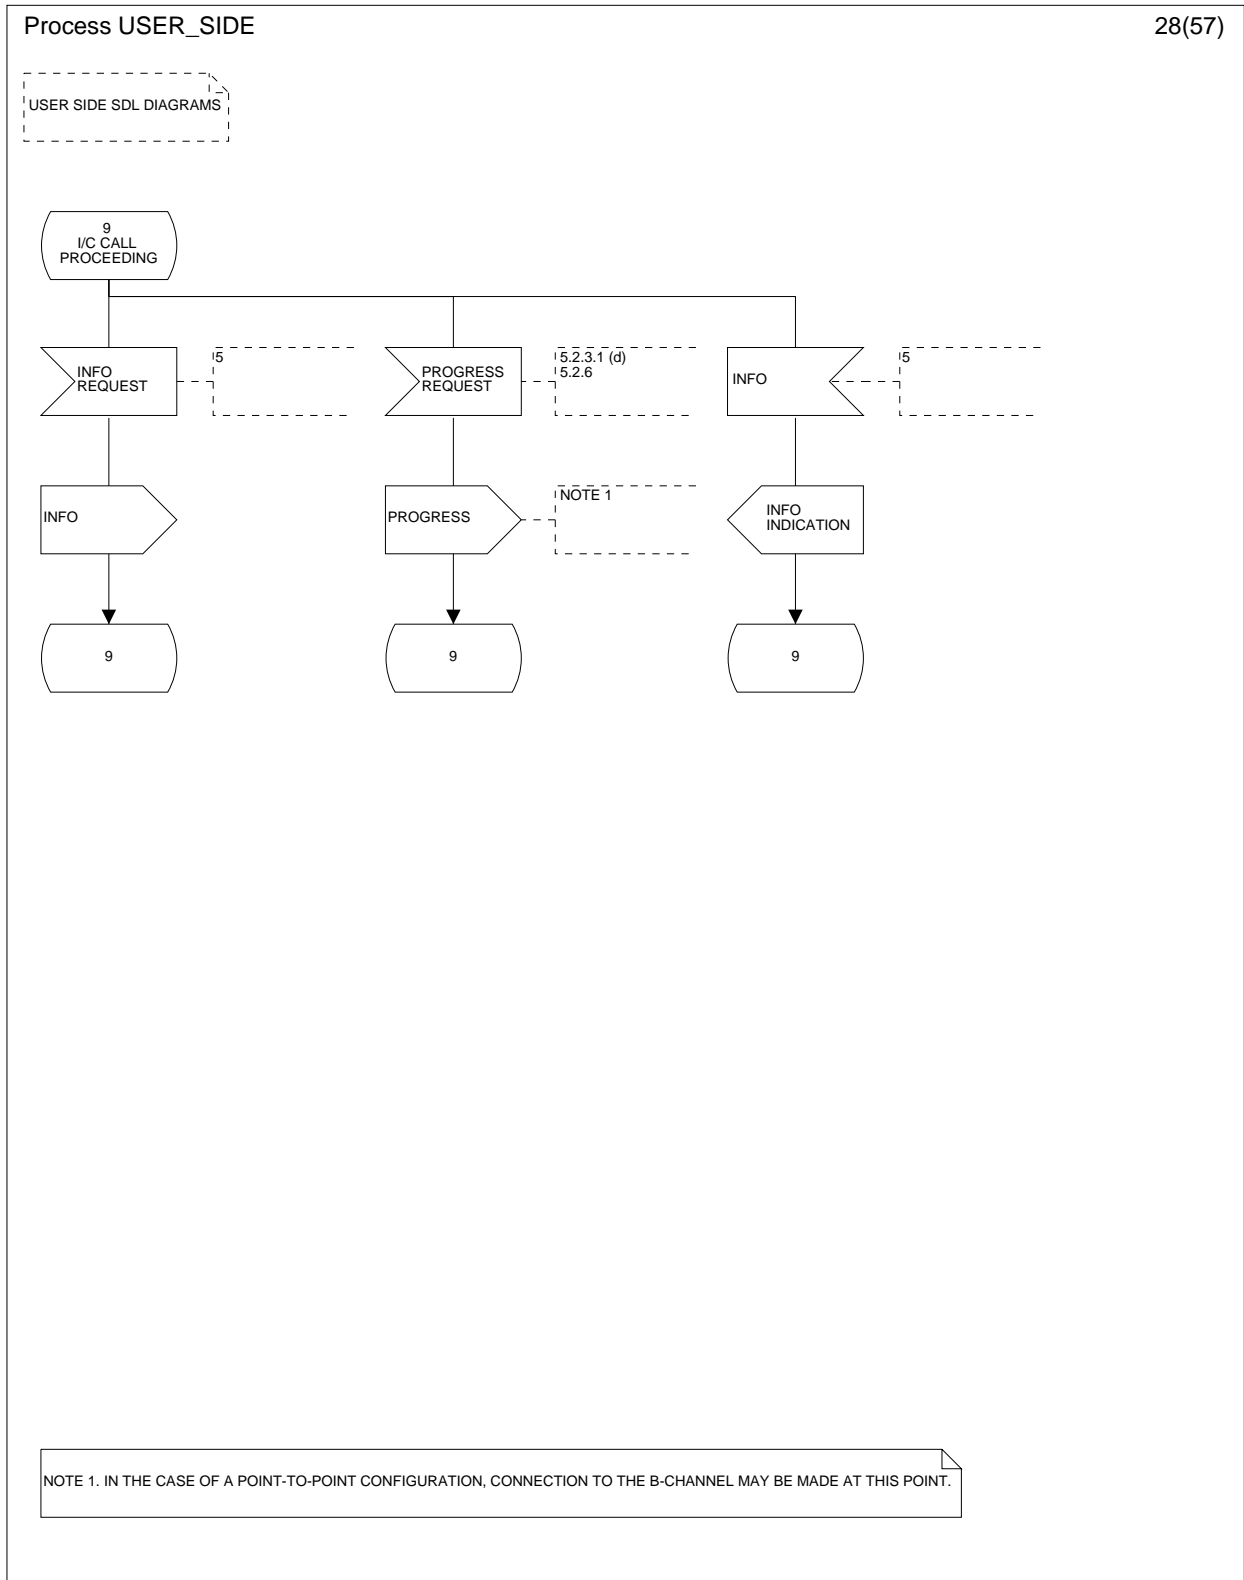 Process USER_SIDE
28(57)
USER SIDE SDL DIAGRAMS
9
I/C CALL
PROCEEDING
INFO
REQUEST
5
PROGRESS
REQUEST
5.2.3.1 (d)
5.2.6
INFO
5
INFO
PROGRESS
NOTE 1
INFO
INDICATION
9
9
9
NOTE 1. IN THE CASE OF A POINT-TO-POINT CONFIGURATION, CONNECTION TO THE B-CHANNEL MAY BE MADE AT THIS POINT.